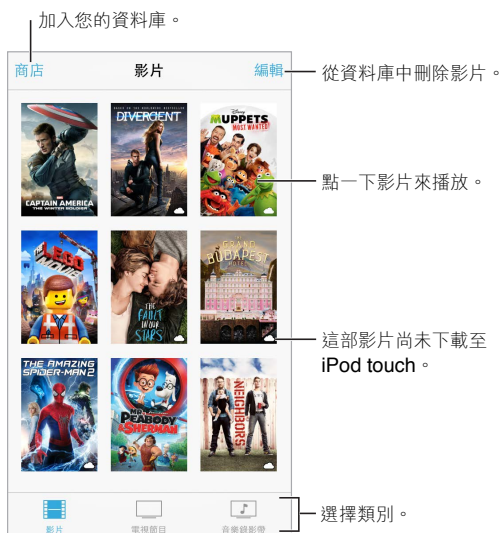 加入您的資料庫。
商店
影片
編輯
從資料庫中刪除影片。
CAPTAIN AMERICA
THE WINTER SOLDIER
DIVERGENT
Disney
MUPPETS
MOST WANTED
點一下影片來播放。
THE LEGO MOVIE
THE
FAULT
IN OUR
STARS
THE GRAND
BUDAPEST
HOTEL
這部影片尚未下載至
iPod touch。
THE AMAZING
SPIDER-MAN 2
MR. PEABODY
& SHERMAN
NEIGHBORS
影片
電視節目
音樂錄影帶
選擇類別。